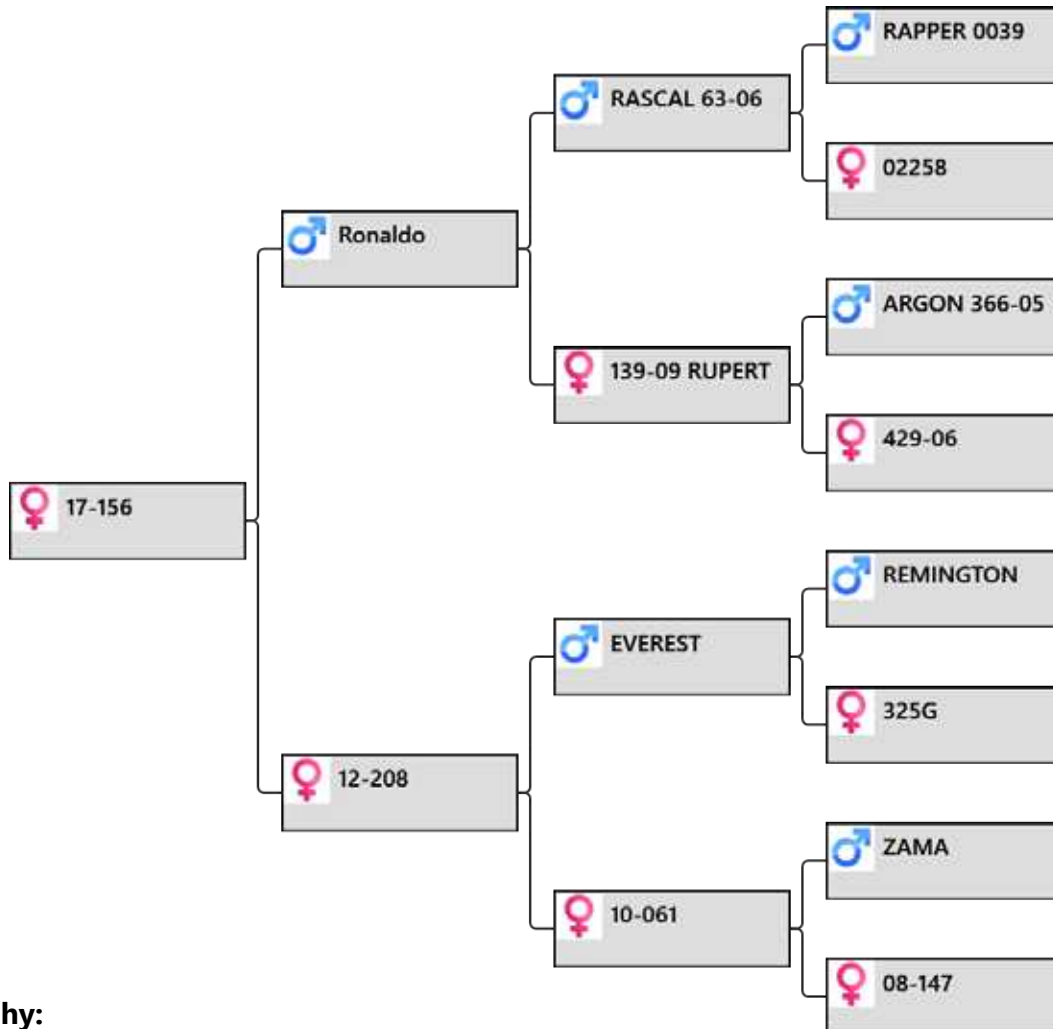 RAPPER 0039
RASCAL 63-06
02258
Ronaldo
ARGON 366-05
139-09 RUPERT
429-06
17-156
REMINGTON
EVEREST
325G
12-208
ZAMA
10-061
08-147
hy: